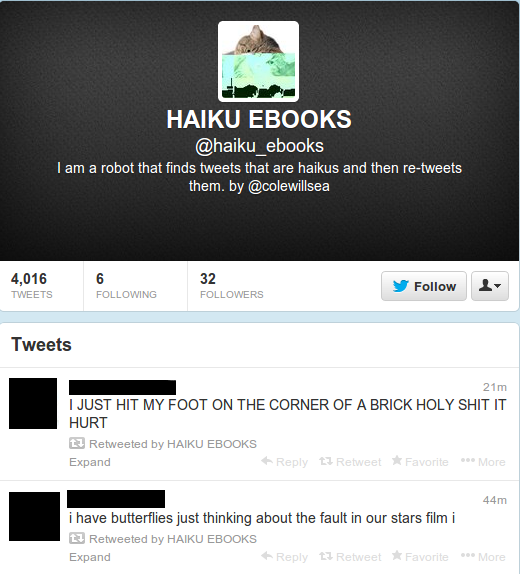 HAIKU EBOOKS
@haiku_ebooks
I am a robot that finds tweets that are haikus and then re-tweets
them. by @colewillsea
4,016 6 32
TWEETS FOLLOWING FOLLOWERS
Follow
Tweets
21m
I JUST HIT MY FOOT ON THE CORNER OF A BRICK HOLY SHIT IT
HURT
Retweeted by HAIKU EBOOKS
Expand Reply Retweet Favorite More
44m
i have butterflies just thinking about the fault in our stars film i
Retweeted by HAIKU EBOOKS
Expand Reply Retweet Favorite More